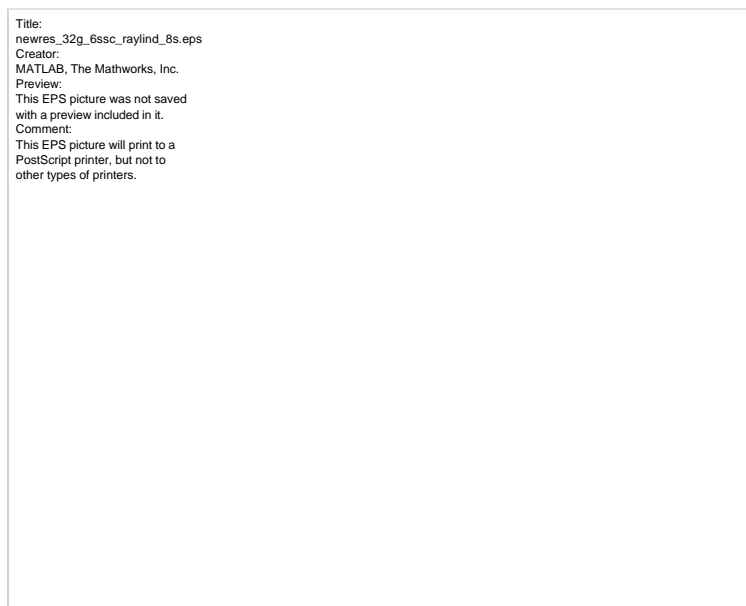 Title:
newres_32g_6ssc_raylind_8s.eps
Creator:
MATLAB, The Mathworks, Inc.
Preview:
This EPS picture was not saved
with a preview included in it.
Comment:
This EPS picture will print to a
PostScript printer, but not to
other types of printers.